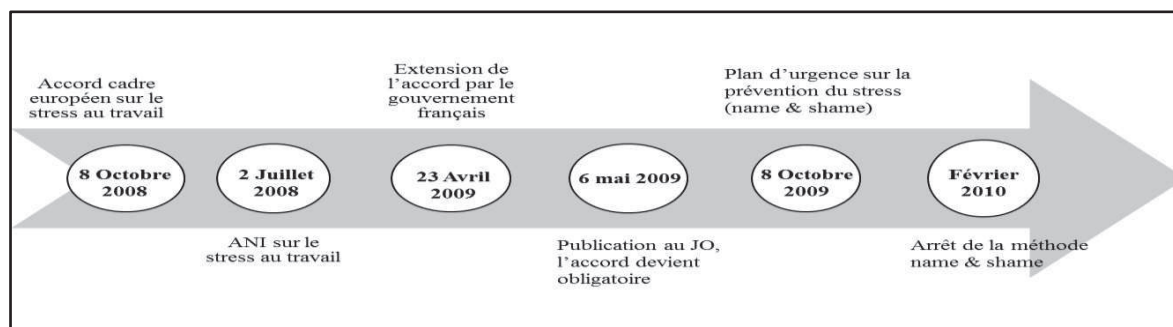 Accord cadre
européen sur le
stress au travail
8 Octobre
2008
2 Juillet
2008
ANI sur le
stress au travail
Extension de
l'accord par le
gouvernement
français
23 Avril
2009
6 mai 2009
Publication au JO,
l'accord devient
obligatoire
Plan d'urgence sur la
prévention du stress
(name & shame)
8 Octobre
2009
Février
2010
Arrêt de la méthode
name & shame